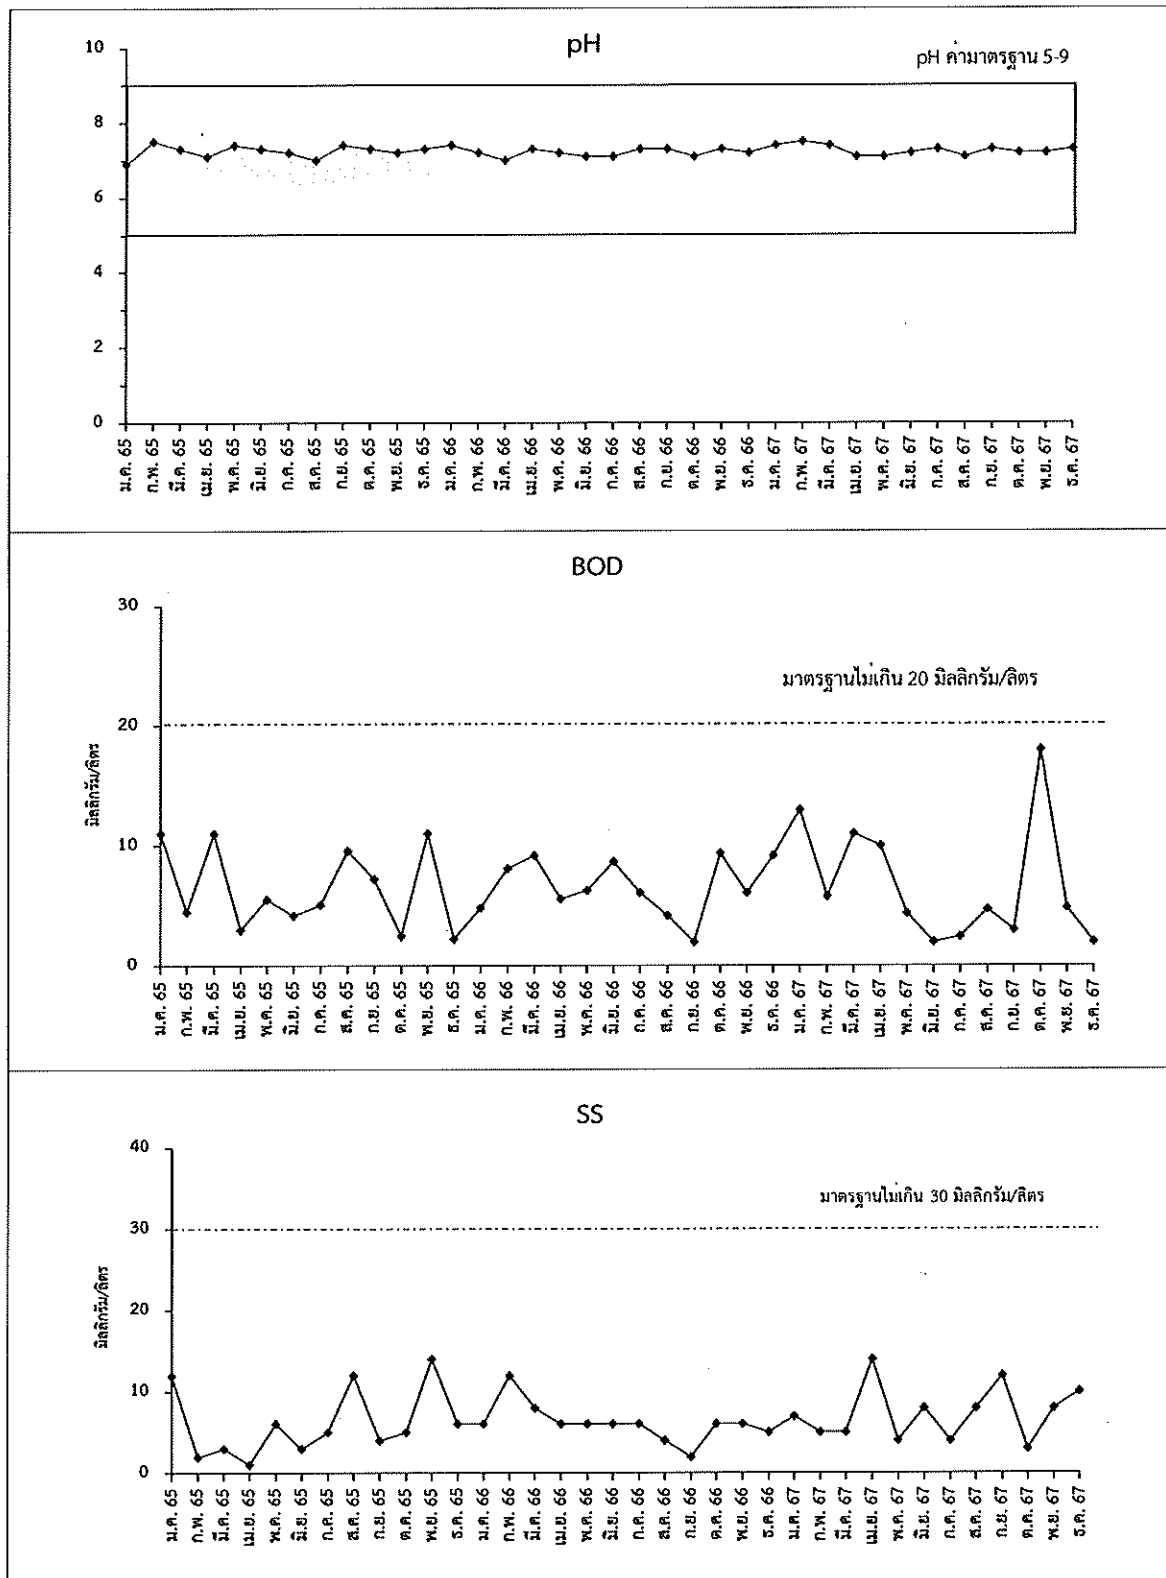 pH
pH ค่ามาตรฐาน 5-9
10
8
6
4
2
0
ม.ค. 65
ก.พ. 65
มี.ค. 65
เม.ย. 65
พ.ค. 65
มิ.ย. 65
ก.ค. 65
ส.ค. 65
ก.ย. 65
ต.ค. 65
พ.ย. 65
ธ.ค. 65
ม.ค. 66
ก.พ. 66
มี.ค. 66
เม.ย. 66
พ.ค. 66
มิ.ย. 66
ก.ค. 66
ส.ค. 66
ก.ย. 66
ต.ค. 66
พ.ย. 66
ธ.ค. 66
ม.ค. 67
ก.พ. 67
มี.ค. 67
เม.ย. 67
พ.ค. 67
มิ.ย. 67
ก.ค. 67
ส.ค. 67
ก.ย. 67
ต.ค. 67
พ.ย. 67
ธ.ค. 67
BOD
มาตรฐานไม่เกิน 20 มิลลิกรัม/ลิตร
มิลลิกรัม/ลิตร
30
20
10
0
ม.ค. 65
ก.พ. 65
มี.ค. 65
เม.ย. 65
พ.ค. 65
มิ.ย. 65
ก.ค. 65
ส.ค. 65
ก.ย. 65
ต.ค. 65
พ.ย. 65
ธ.ค. 65
ม.ค. 66
ก.พ. 66
มี.ค. 66
เม.ย. 66
พ.ค. 66
มิ.ย. 66
ก.ค. 66
ส.ค. 66
ก.ย. 66
ต.ค. 66
พ.ย. 66
ธ.ค. 66
ม.ค. 67
ก.พ. 67
มี.ค. 67
เม.ย. 67
พ.ค. 67
มิ.ย. 67
ก.ค. 67
ส.ค. 67
ก.ย. 67
ต.ค. 67
พ.ย. 67
ธ.ค. 67
SS
มาตรฐานไม่เกิน 30 มิลลิกรัม/ลิตร
มิลลิกรัม/ลิตร
40
30
20
10
0
ม.ค. 65
ก.พ. 65
มี.ค. 65
เม.ย. 65
พ.ค. 65
มิ.ย. 65
ก.ค. 65
ส.ค. 65
ก.ย. 65
ต.ค. 65
พ.ย. 65
ธ.ค. 65
ม.ค. 66
ก.พ. 66
มี.ค. 66
เม.ย. 66
พ.ค. 66
มิ.ย. 66
ก.ค. 66
ส.ค. 66
ก.ย. 66
ต.ค. 66
พ.ย. 66
ธ.ค. 66
ม.ค. 67
ก.พ. 67
มี.ค. 67
เม.ย. 67
พ.ค. 67
มิ.ย. 67
ก.ค. 67
ส.ค. 67
ก.ย. 67
ต.ค. 67
พ.ย. 67
ธ.ค. 67